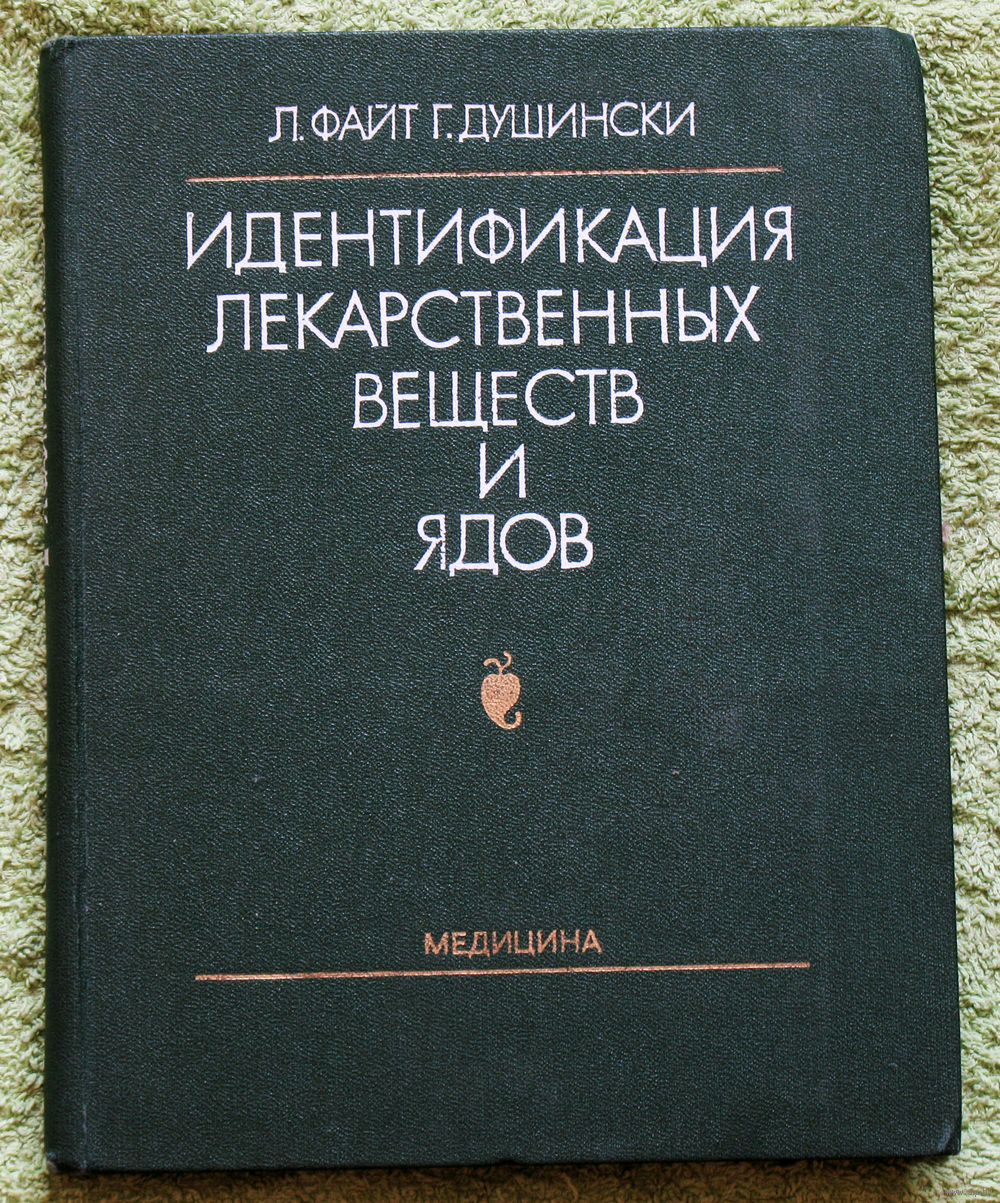 Л. ФАЙТ Г. ДУШИНСКИ
ИДЕНТИФИКАЦИЯ
ЛЕКАРСТВЕННЫХ
ВЕЩЕСТВ
И
ЯДОВ
МЕДИЦИНА